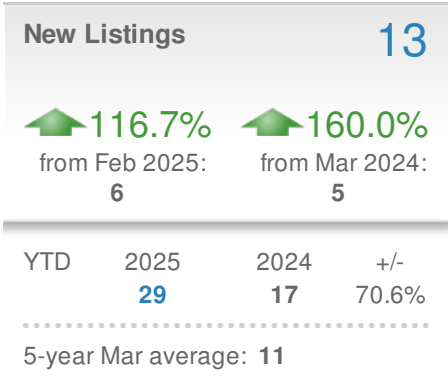 New Listings 13
116.7% 160.0%
from Feb 2025: from Mar 2024:
6 5
YTD 2025 2024 +/-
29 17 70.6%
5-year Mar average: 11